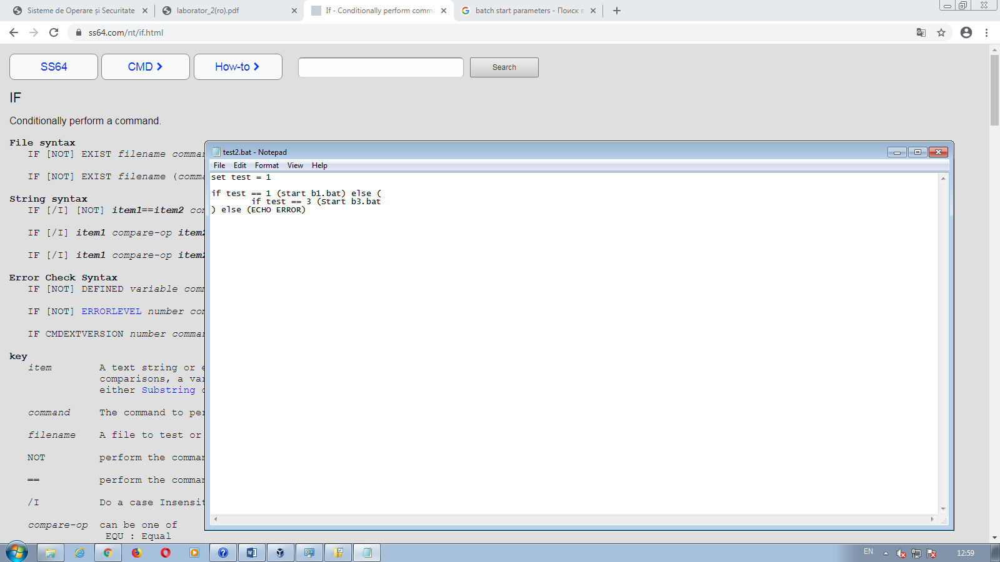 Sisteme de Operare și Securitate
laborator_2(ro).pdf
If - Conditionally perform comma
batch start parameters - Поиск в
ss64.com/nt/if.html
SS64
CMD
How-to
Search
IF
Conditionally perform a command.
File syntax
IF [NOT] EXIST filename comma
IF [NOT] EXIST filename (comma
String syntax
IF [/I] [NOT] item1==item2 co
IF [/I] item1 compare-op item2
IF [/I] item1 compare-op item2
Error Check Syntax
IF [NOT] DEFINED variable com
IF [NOT] ERRORLEVEL number co
IF CMDEXTVERSION number comma
key
item A text string or e
comparisons, a va
either Substring
command The command to pe
filename A file to test or
NOT perform the comma
== perform the comma
/I Do a case Insensit
compare-op can be one of
EQU : Equal
test2.bat - Notepad
File Edit Format View Help
set test = 1
if test == 1 (start b1.bat) else (
if test == 3 (Start b3.bat
) else (ECHO ERROR)
EN
12:59